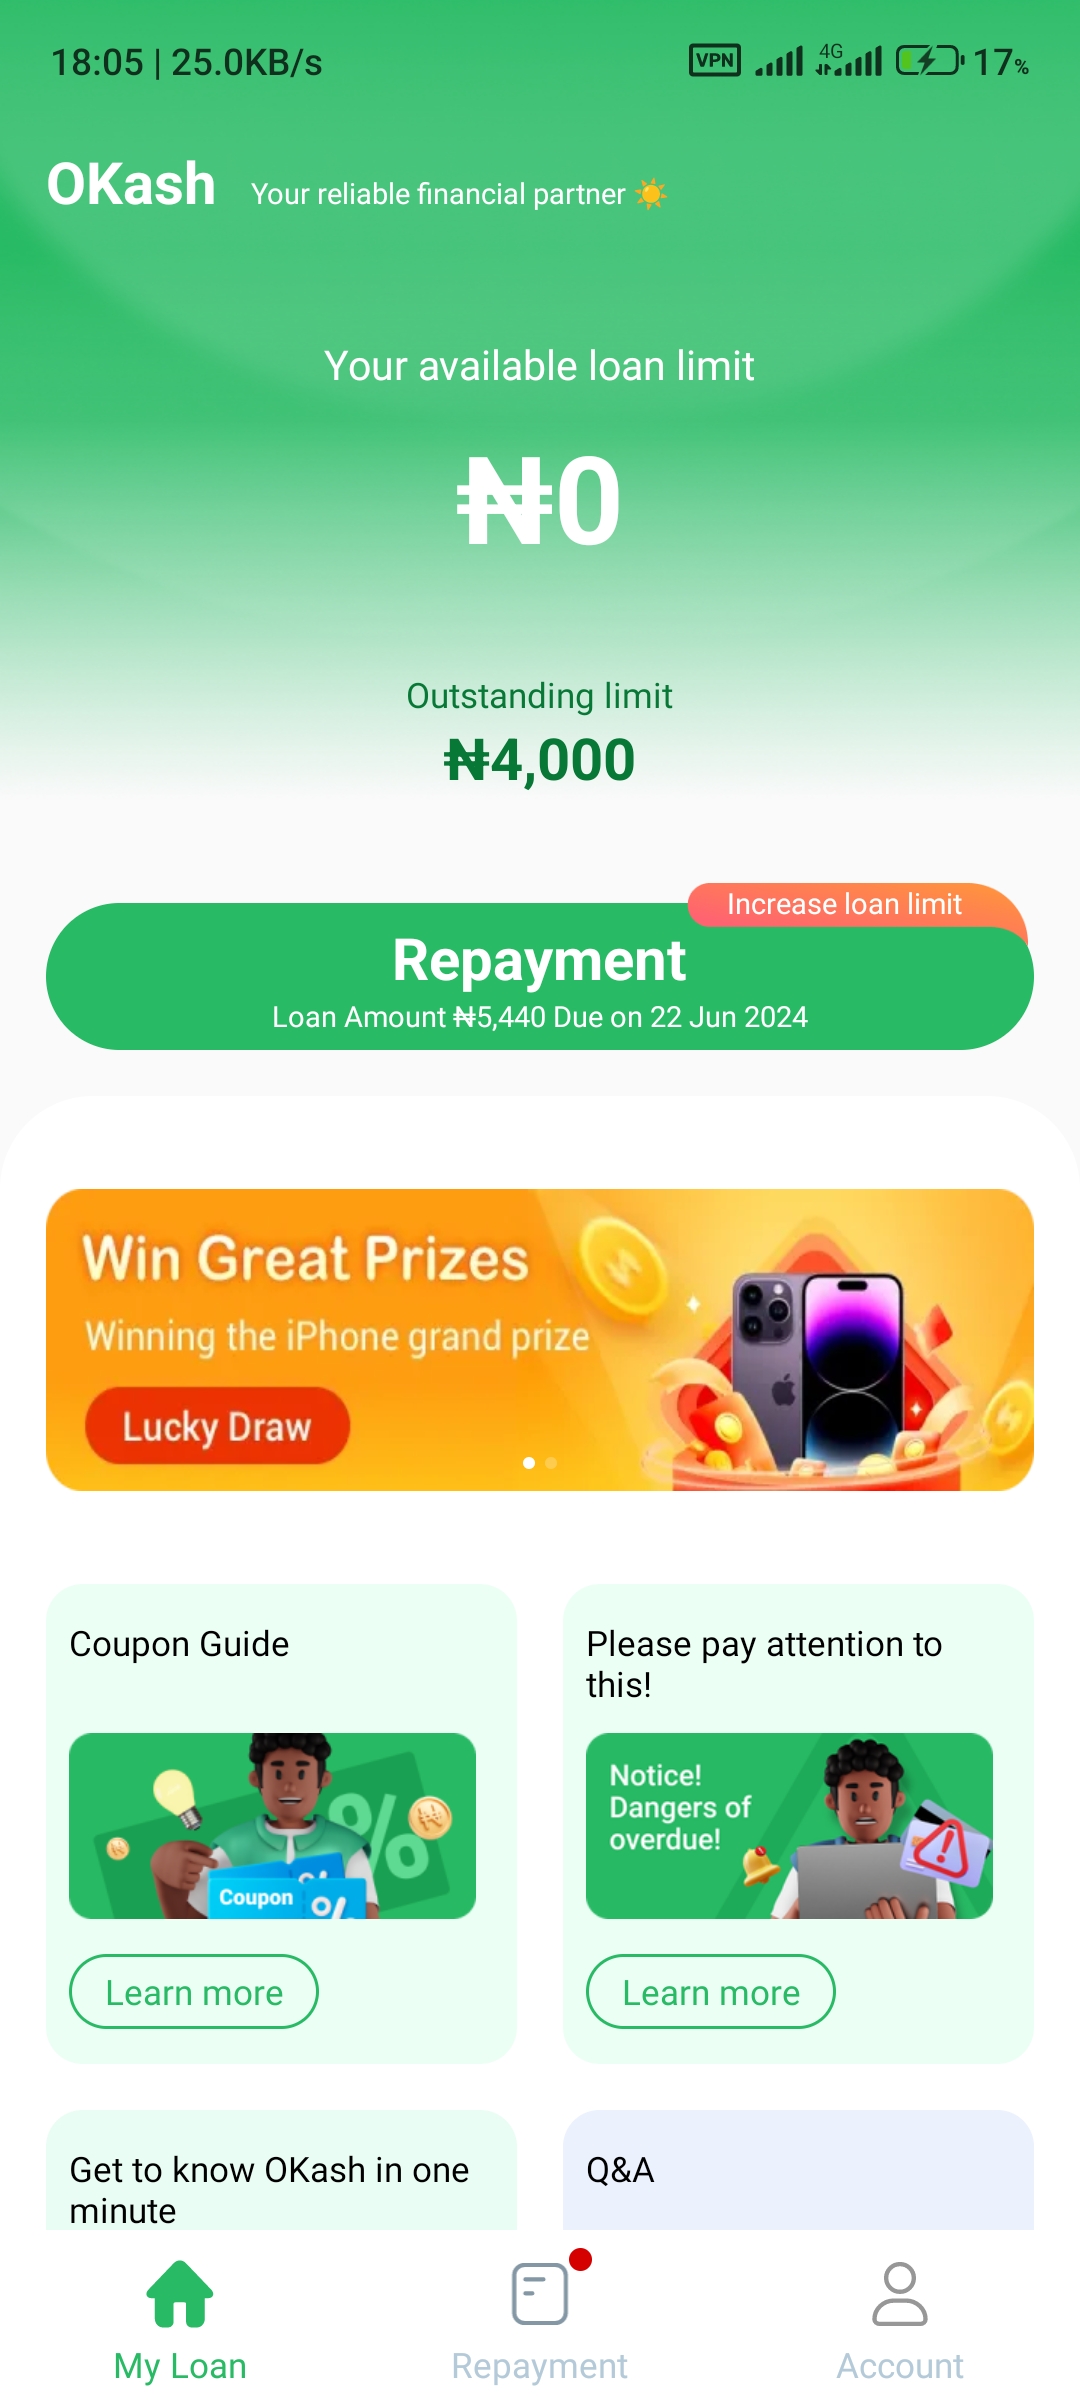 18:05 | 25.0KB/s VPN 4G 17%
OKash Your reliable financial partner ☀️
Your available loan limit
₦0
Outstanding limit
₦4,000
Increase loan limit
Repayment
Loan Amount ₦5,440 Due on 22 Jun 2024
Win Great Prizes
Winning the iPhone grand prize
Lucky Draw
Coupon Guide
Please pay attention to
this!
%
Coupon
%
Notice!
Dangers of
overdue!
Learn more
Learn more
Get to know OKash in one
minute
Q&A
My Loan
Repayment
Account